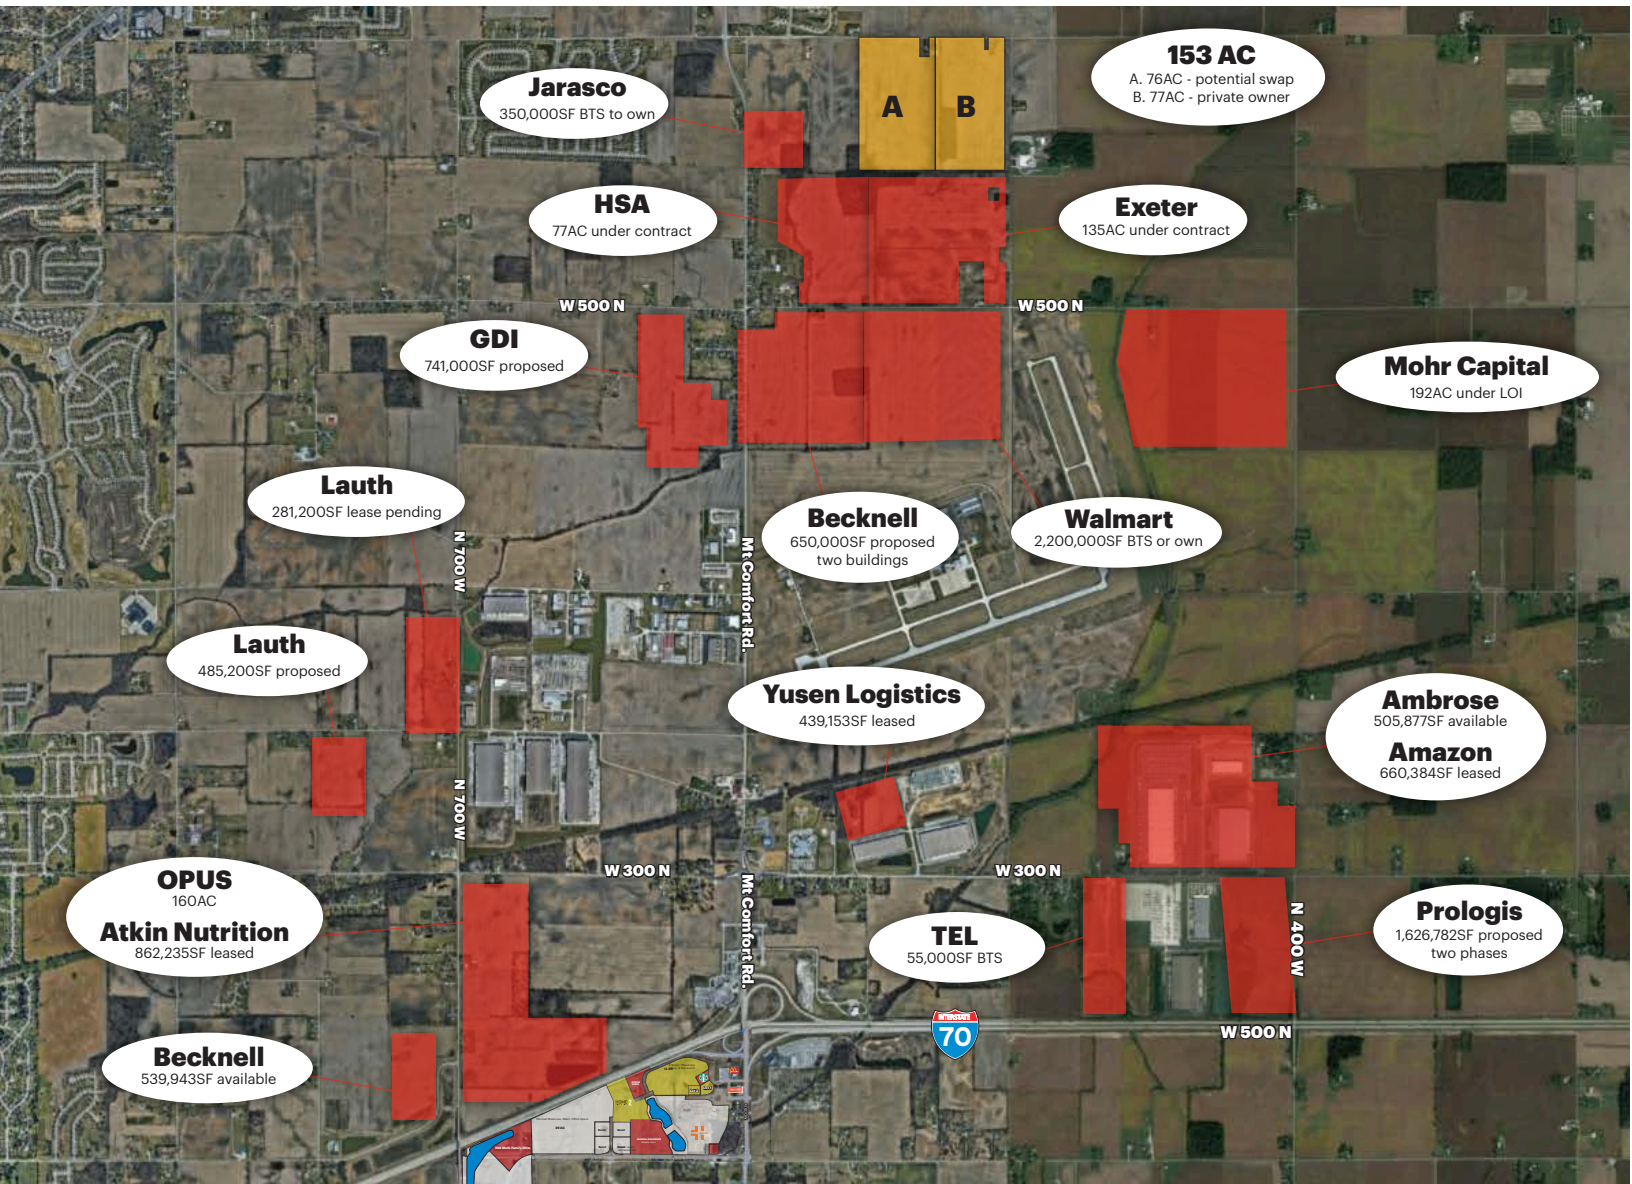 153 AC
A. 76AC - potential swap
B. 77AC - private owner
Jarasco
350,000SF BTS to own
A
B
HSA
77AC under contract
Exeter
135AC under contract
W 500 N
W 500 N
GDI
741,000SF proposed
Mohr Capital
192AC under LOI
Lauth
281,200SF lease pending
Becknell
650,000SF proposed
two buildings
Walmart
2,200,000SF BTS or own
N 700 W
Mt Comfort Rd.
Lauth
485,200SF proposed
Yusen Logistics
439,153SF leased
Ambrose
505,877SF available
Amazon
660,384SF leased
N 700 W
W 300 N
W 300 N
OPUS
160AC
Atkin Nutrition
862,235SF leased
Mt Comfort Rd.
TEL
55,000SF BTS
N 400 W
Prologis
1,626,782SF proposed
two phases
INTERSTATE
70
W 500 N
Becknell
539,943SF available